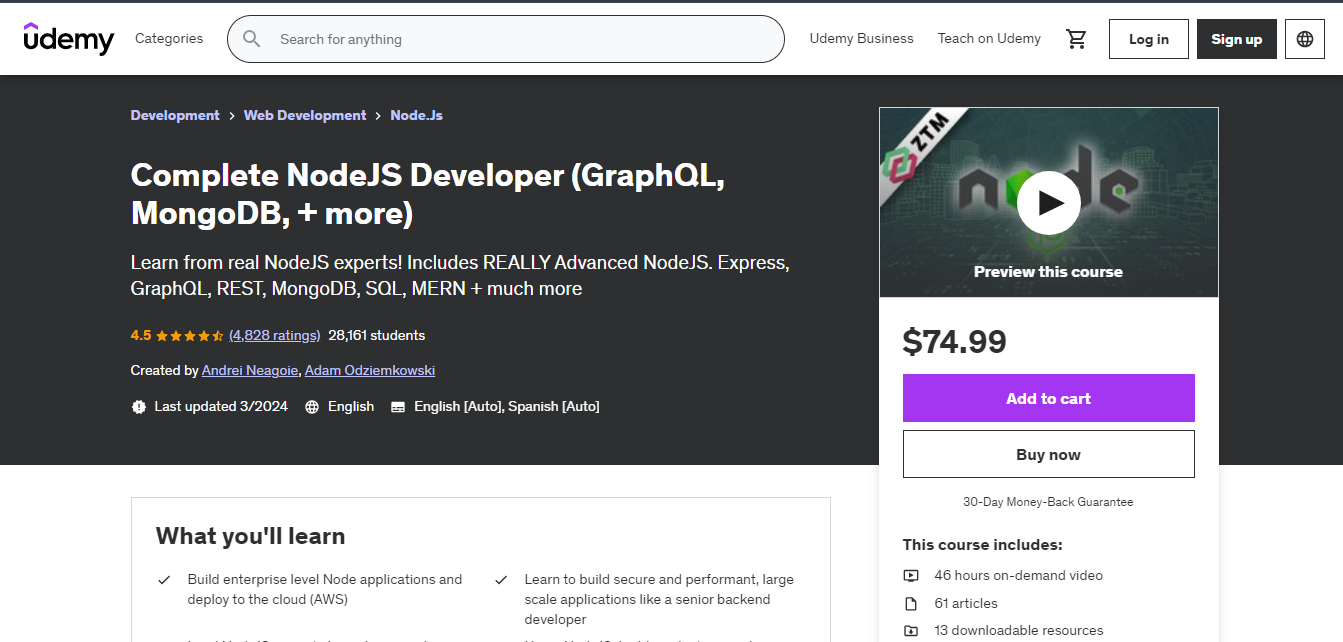 udemy
Categories
Search for anything
Udemy Business
Teach on Udemy
Log in
Sign up
Development > Web Development > Node.Js
Complete NodeJS Developer (GraphQL,
MongoDB, + more)
Learn from real NodeJS experts! Includes REALLY Advanced NodeJS. Express,
GraphQL, REST, MongoDB, SQL, MERN + much more
4.5 (4,828 ratings) 28,161 students
Created by Andrei Neagoie, Adam Odziemkowski
Last updated 3/2024 English English [Auto], Spanish [Auto]
ZTM
Preview this course
$74.99
Add to cart
Buy now
30-Day Money-Back Guarantee
This course includes:
46 hours on-demand video
61 articles
13 downloadable resources
What you'll learn
Build enterprise level Node applications and
deploy to the cloud (AWS)
Learn to build secure and performant, large
scale applications like a senior backend
developer